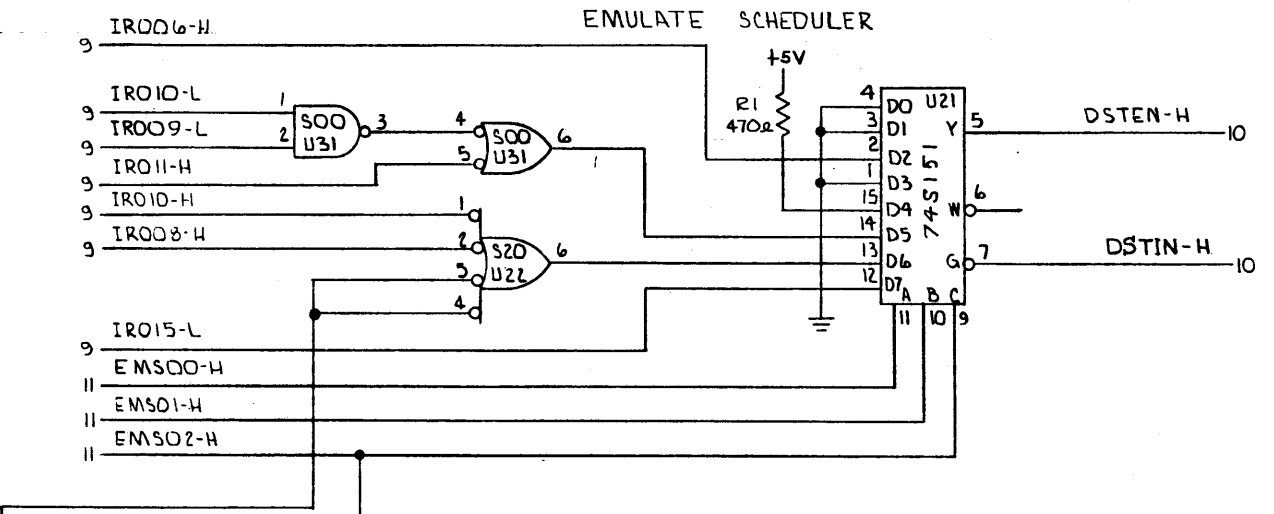 EMULATE SCHEDULER
IR006-H
9
+5V
IR010-L
9
1
2
S00
U31
3
IR009-L
9
IR011-H
9
4
5
S00
U31
6
R1
470Ω
IR010-H
9
IR008-H
9
1
2
5
4
S20
U22
6
4
3
2
1
15
14
13
12
D0
D1
D2
D3
D4
D5
D6
D7
U21
74S151
Y
W
G
A
B
C
5
6
7
11
10
9
DSTEN-H
10
DSTIN-H
10
IR015-L
9
EMS00-H
11
EMS01-H
11
EMS02-H
11